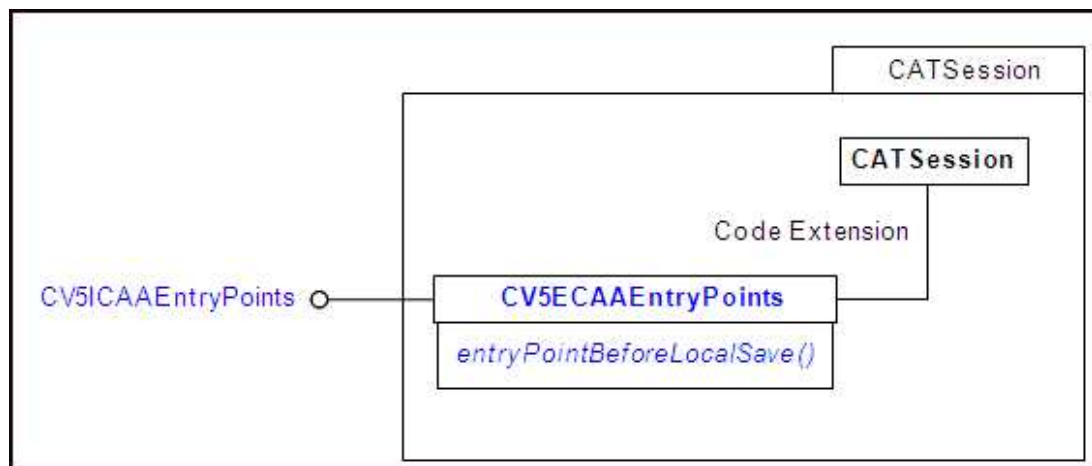 CATSession
CATSession
Code Extension
CV5ICAAEntryPoints
CV5ECAAEntryPoints
entryPointBeforeLocalSave()